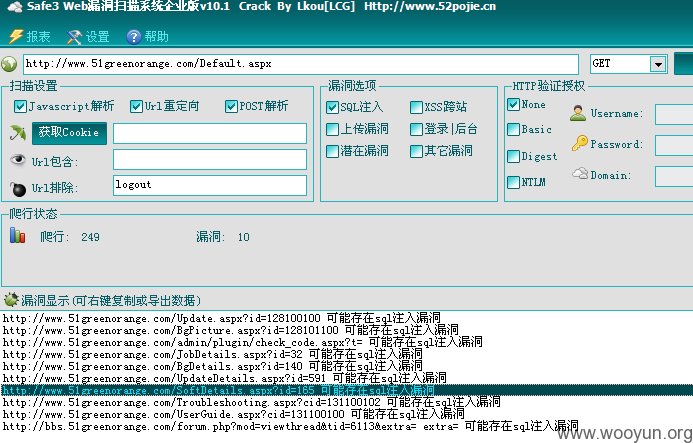 Safe3 Web漏洞扫描系统企业版v10.1 Crack By Lkou[LCG] Http://www.52pojie.cn
报表 设置 帮助
http://www.51greenorange.com/Default.aspx GET
扫描设置 漏洞选项 HTTP验证授权
Javascript解析 Url重定向 POST解析 SQL注入 XSS跨站 None Username:
获取Cookie 上传漏洞 登录|后台 Basic Password:
Url包含: 潜在漏洞 其它漏洞 Digest Domain:
Url排除: logout NTLM
爬行状态
爬行: 249 漏洞: 10
漏洞显示(可右键复制或导出数据)
http://www.51greenorange.com/Update.aspx?id=128100100 可能存在sql注入漏洞
http://www.51greenorange.com/BgPicture.aspx?id=128101100 可能存在sql注入漏洞
http://www.51greenorange.com/admin/plugin/check_code.aspx?t= 可能存在sql注入漏洞
http://www.51greenorange.com/JobDetails.aspx?id=32 可能存在sql注入漏洞
http://www.51greenorange.com/BgDetails.aspx?id=140 可能存在sql注入漏洞
http://www.51greenorange.com/UpdateDetails.aspx?id=591 可能存在sql注入漏洞
http://www.51greenorange.com/SoftDetails.aspx?id=165 可能存在sql注入漏洞
http://www.51greenorange.com/Troubleshooting.aspx?cid=131100102 可能存在sql注入漏洞
http://www.51greenorange.com/UserGuide.aspx?cid=131100100 可能存在sql注入漏洞
http://bbs.51greenorange.com/forum.php?mod=viewthread&tid=6113&extra= extra= 可能存在sql注入漏洞
www.wooyun.org